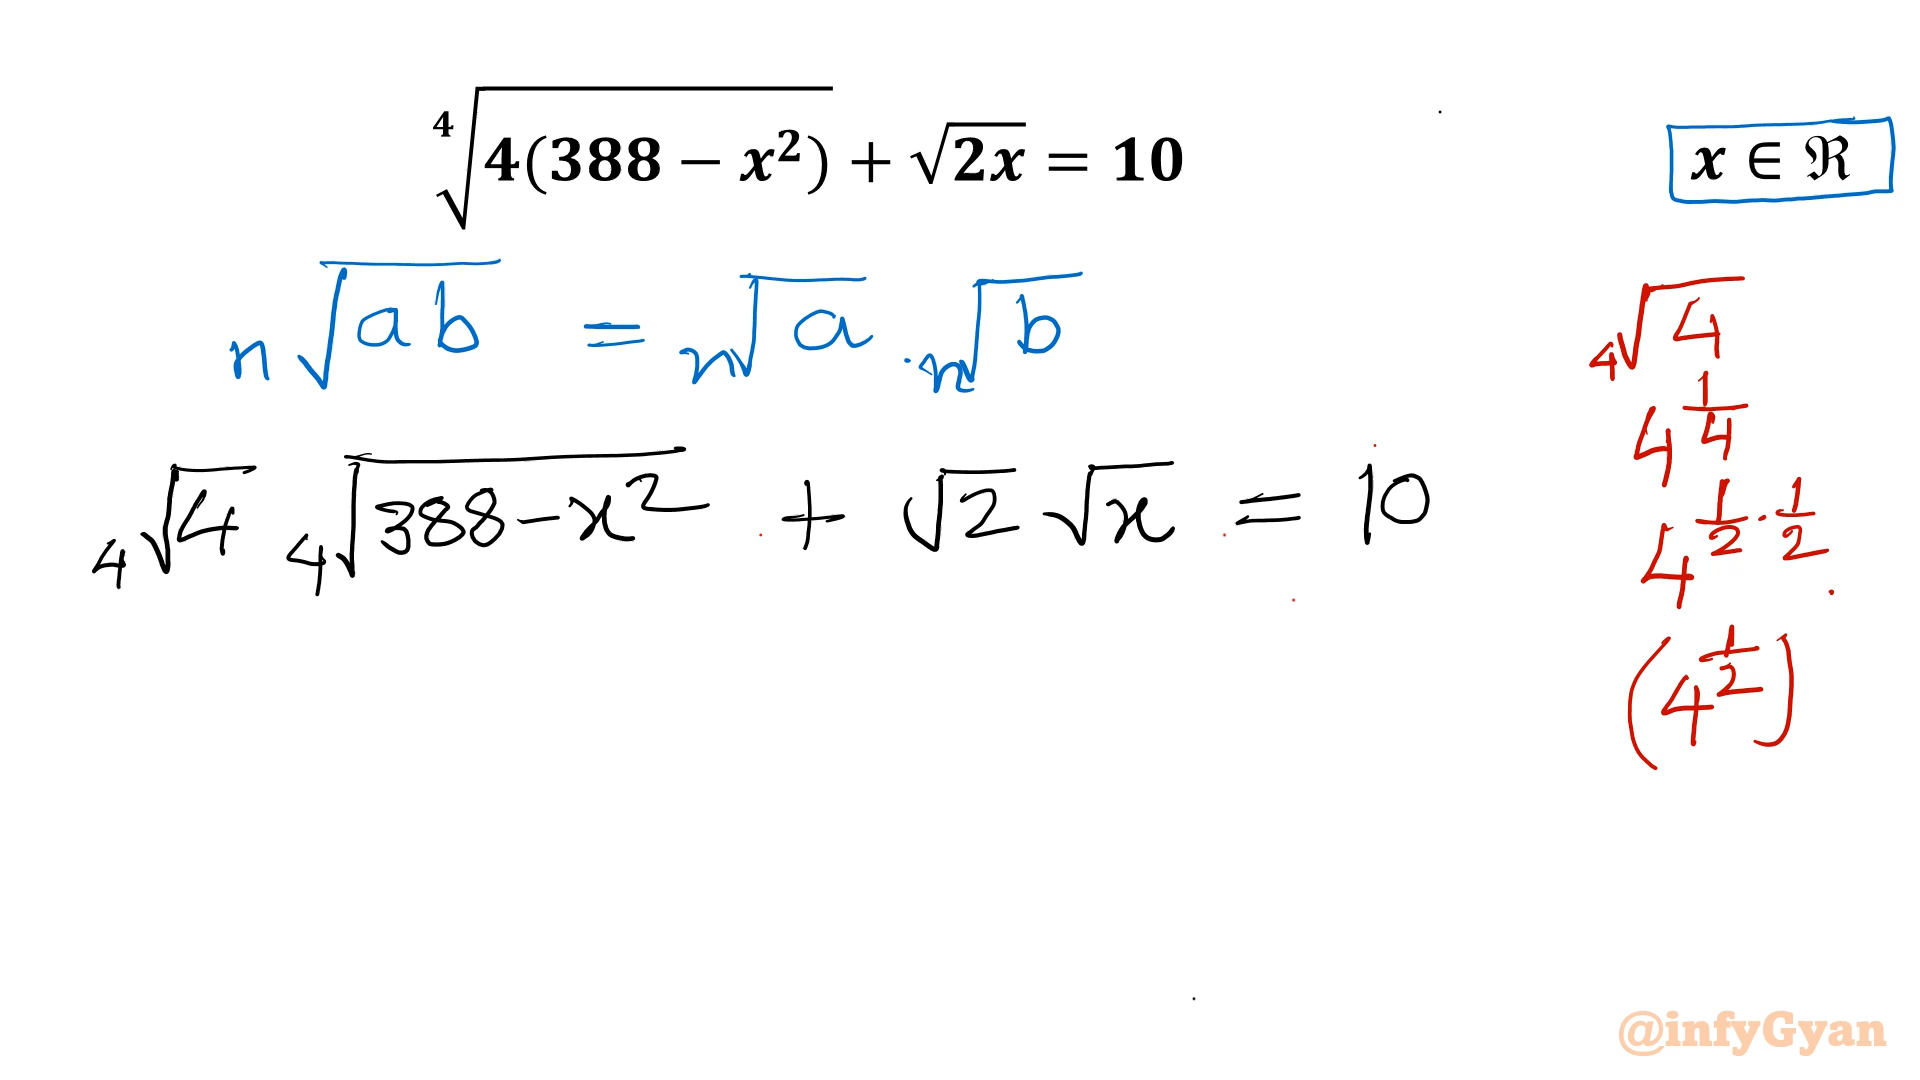 ⁴√(4(388 − x²)) + √(2x) = 10
x ∈ ℜ
ⁿ√(ab) = ⁿ√a · ⁿ√b
⁴√4 ⁴√(388 − x²) + √2 √x = 10
⁴√4
4^(1/4)
4^(1/2 · 1/2)
(4^(1/2))
@infyGyan